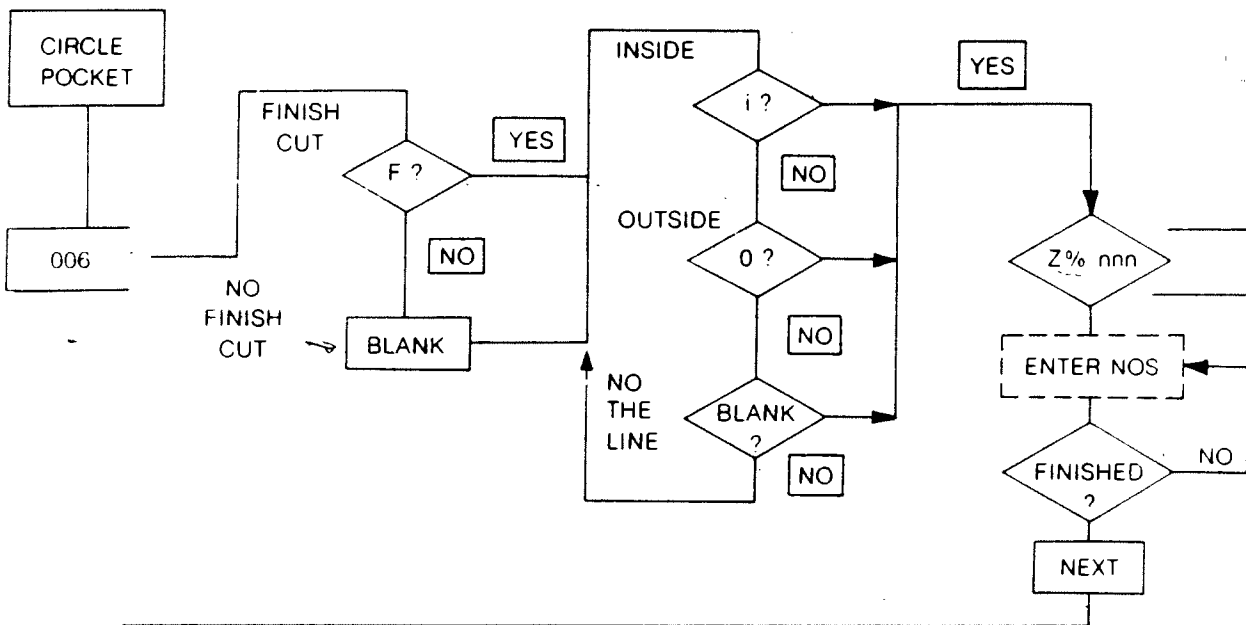 CIRCLE
POCKET
006
FINISH
CUT
F ?
YES
NO
NO
FINISH
CUT
BLANK
INSIDE
i ?
NO
OUTSIDE
0 ?
NO
NO
THE
LINE
BLANK
?
NO
YES
Z% nnn
ENTER NOS
FINISHED
?
NO
NEXT